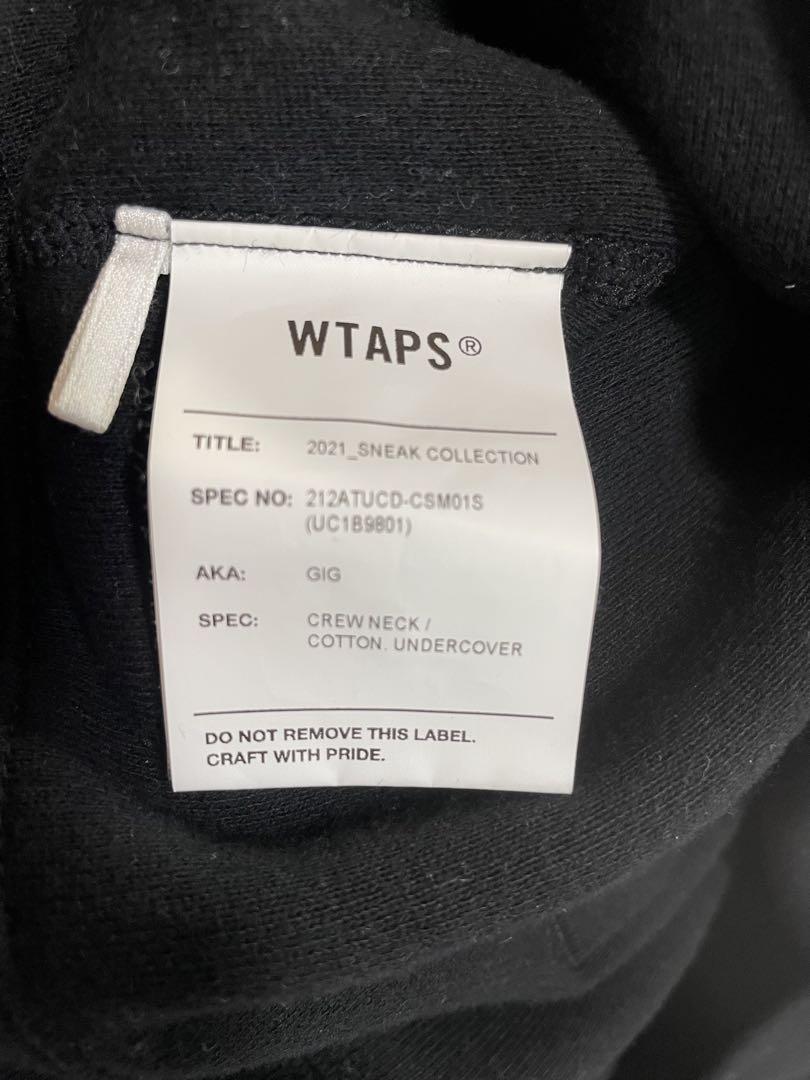 WTAPS®
TITLE: 2021_SNEAK COLLECTION
SPEC NO: 212ATUCD-CSM01S
(UC1B9801)
AKA: GIG
SPEC: CREW NECK /
COTTON. UNDERCOVER
DO NOT REMOVE THIS LABEL.
CRAFT WITH PRIDE.